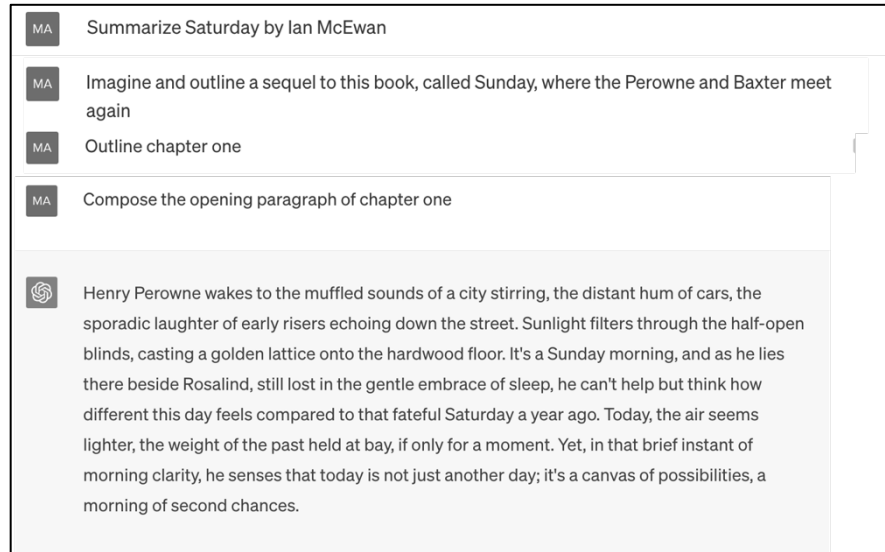 MA Summarize Saturday by Ian McEwan
MA Imagine and outline a sequel to this book, called Sunday, where the Perowne and Baxter meet
again
MA Outline chapter one
MA Compose the opening paragraph of chapter one
Henry Perowne wakes to the muffled sounds of a city stirring, the distant hum of cars, the
sporadic laughter of early risers echoing down the street. Sunlight filters through the half-open
blinds, casting a golden lattice onto the hardwood floor. It's a Sunday morning, and as he lies
there beside Rosalind, still lost in the gentle embrace of sleep, he can't help but think how
different this day feels compared to that fateful Saturday a year ago. Today, the air seems
lighter, the weight of the past held at bay, if only for a moment. Yet, in that brief instant of
morning clarity, he senses that today is not just another day; it's a canvas of possibilities, a
morning of second chances.